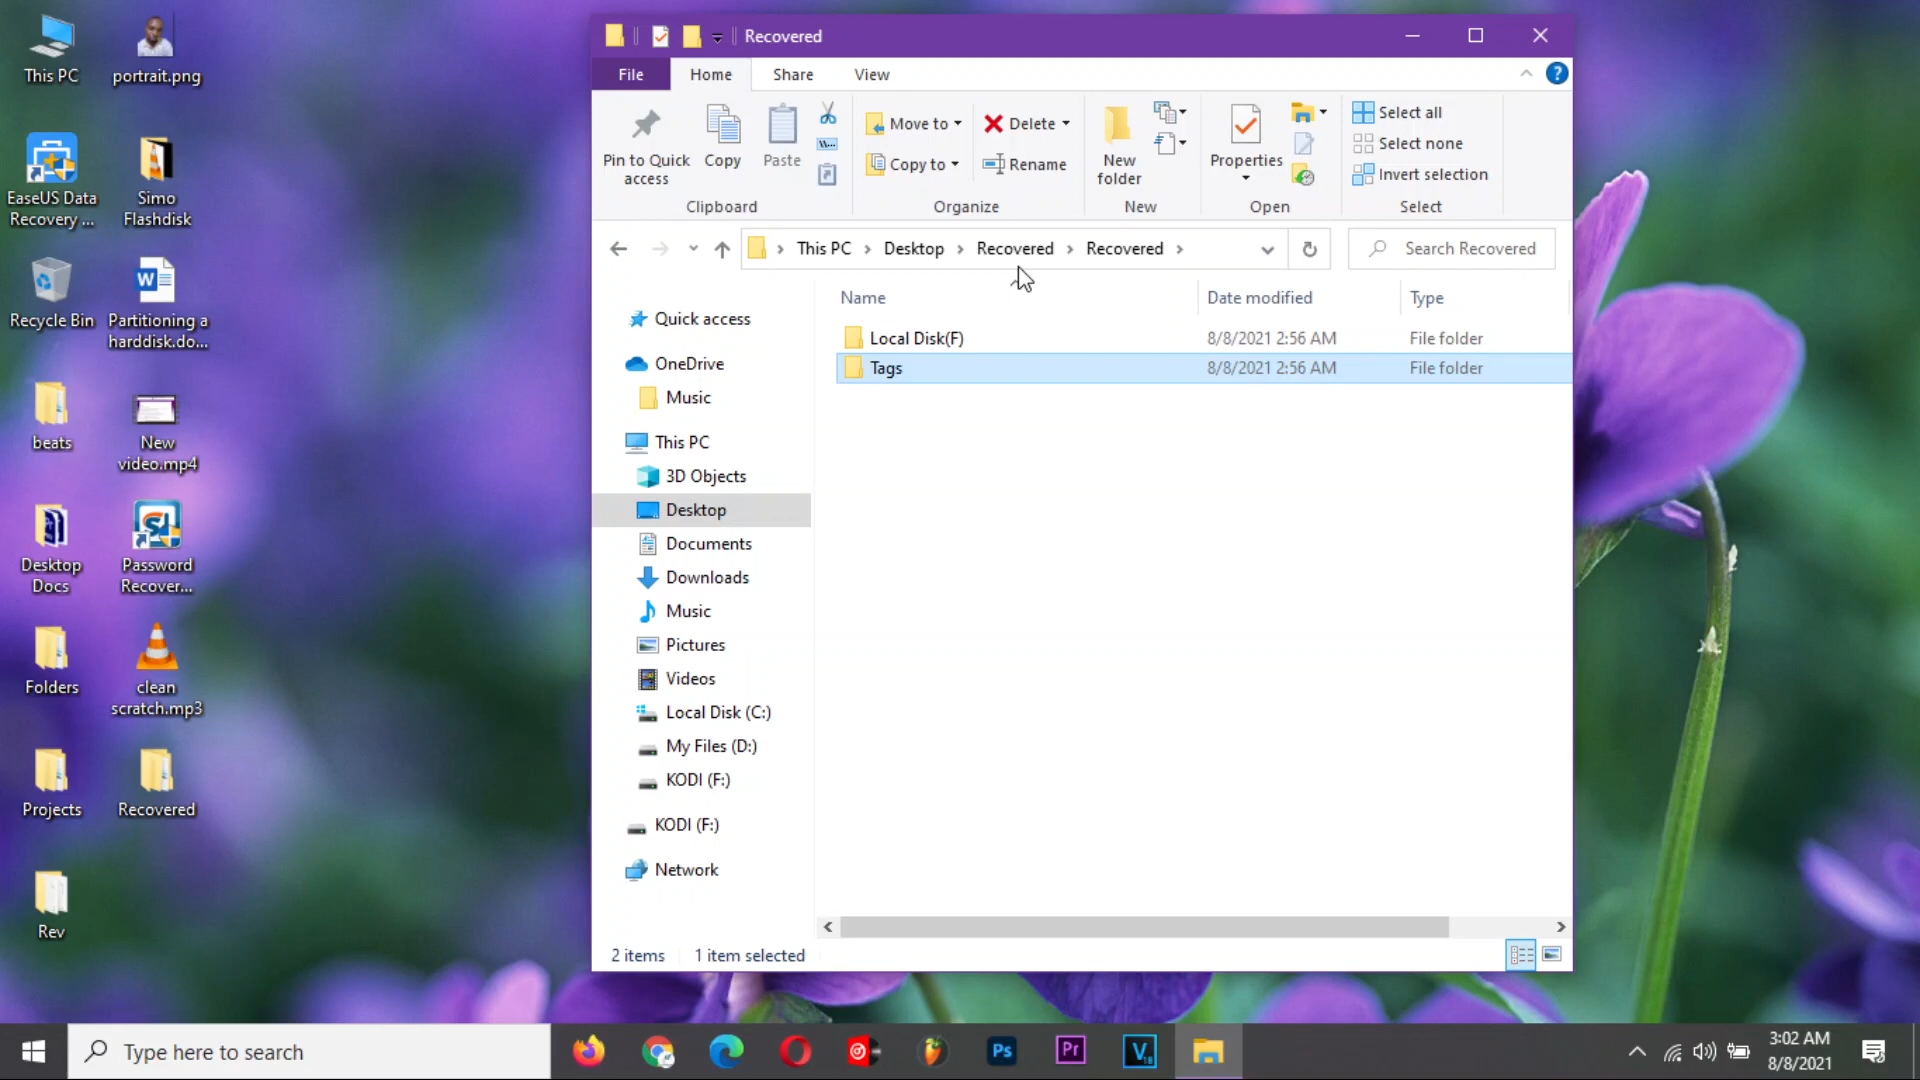 This PC
portrait.png
EaseUS Data
Recovery ...
Simo
Flashdisk
Recycle Bin
Partitioning a
harddisk.do...
beats
New
video.mp4
Desktop
Docs
Password
Recover...
Folders
clean
scratch.mp3
Projects
Recovered
Rev
Recovered
File
Home
Share
View
Pin to Quick
access
Copy
Paste
Clipboard
Move to
Copy to
Delete
Rename
Organize
New
folder
New
Properties
Open
Select all
Select none
Invert selection
Select
This PC > Desktop > Recovered > Recovered >
Search Recovered
Name
Date modified
Type
Local Disk(F)
8/8/2021 2:56 AM
File folder
Tags
8/8/2021 2:56 AM
File folder
Quick access
OneDrive
Music
This PC
3D Objects
Desktop
Documents
Downloads
Music
Pictures
Videos
Local Disk (C:)
My Files (D:)
KODI (F:)
KODI (F:)
Network
2 items
1 item selected
Type here to search
Ps
Pr
V
3:02 AM
8/8/2021